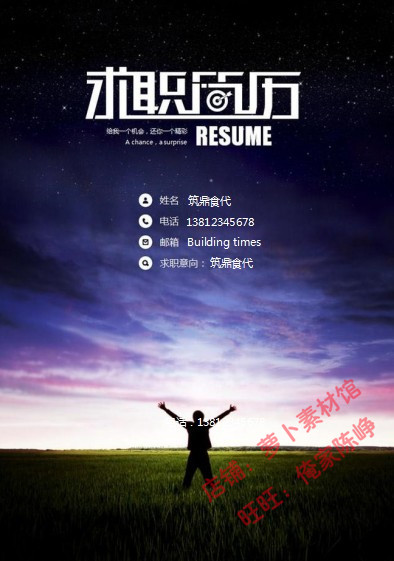 求职简历
给我一个机会，还你一个精彩
A chance , a surprise
RESUME
姓名 筑鼎食代
电话 13812345678
邮箱 Building times
求职意向： 筑鼎食代
店铺：萝卜素材馆
旺旺：俺家陈峥